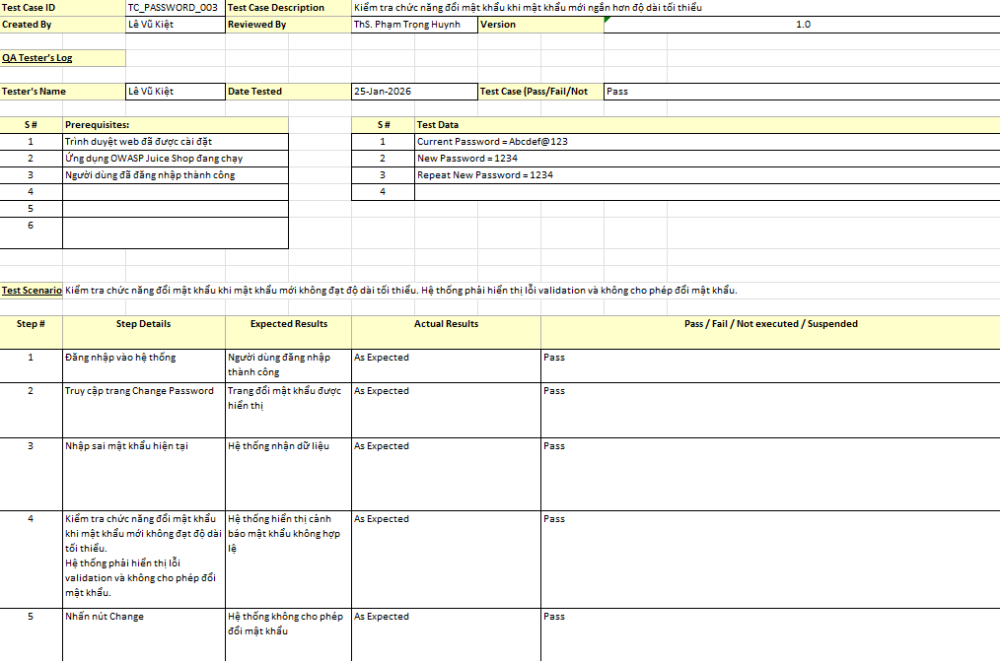 Test Case ID TC_PASSWORD_003 Test Case Description Kiểm tra chức năng đổi mật khẩu khi mật khẩu mới ngắn hơn độ dài tối thiểu
Created By Lê Vũ Kiệt Reviewed By ThS. Phạm Trọng Huynh Version 1.0
QA Tester's Log
Tester's Name Lê Vũ Kiệt Date Tested 25-Jan-2026 Test Case (Pass/Fail/Not Pass
S # Prerequisites: S # Test Data
1 Trình duyệt web đã được cài đặt 1 Current Password = Abcdef@123
2 Ứng dụng OWASP Juice Shop đang chạy 2 New Password = 1234
3 Người dùng đã đăng nhập thành công 3 Repeat New Password = 1234
4 4
5
6
Test Scenario Kiểm tra chức năng đổi mật khẩu khi mật khẩu mới không đạt độ dài tối thiểu. Hệ thống phải hiển thị lỗi validation và không cho phép đổi mật khẩu.
Step # Step Details Expected Results Actual Results Pass / Fail / Not executed / Suspended
1 Đăng nhập vào hệ thống Người dùng đăng nhập As Expected Pass
thành công
2 Truy cập trang Change Password Trang đổi mật khẩu được As Expected Pass
hiển thị
3 Nhập sai mật khẩu hiện tại Hệ thống nhận dữ liệu As Expected Pass
4 Kiểm tra chức năng đổi mật khẩu Hệ thống hiển thị cảnh As Expected Pass
khi mật khẩu mới không đạt độ dài báo mật khẩu không hợp
tối thiểu. lệ
Hệ thống phải hiển thị lỗi
validation và không cho phép đổi
mật khẩu.
5 Nhấn nút Change Hệ thống không cho phép As Expected Pass
đổi mật khẩu